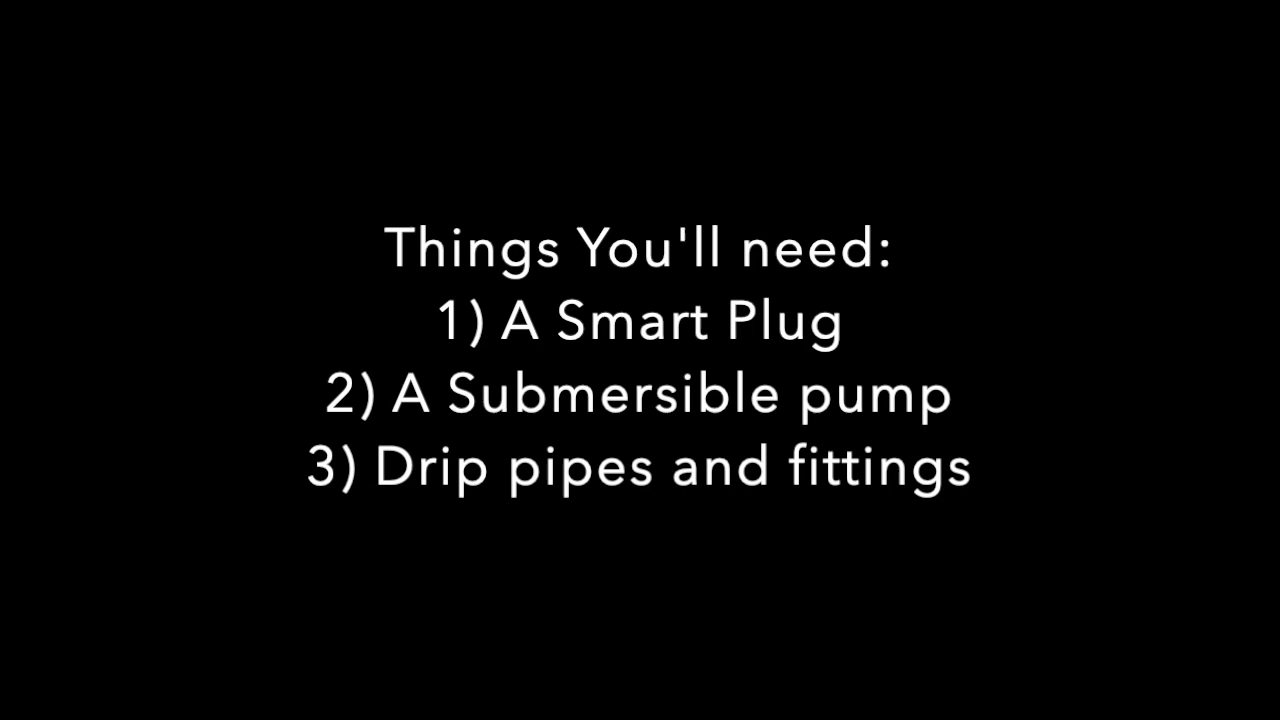 Things You'll need:
1) A Smart Plug
2) A Submersible pump
3) Drip pipes and fittings